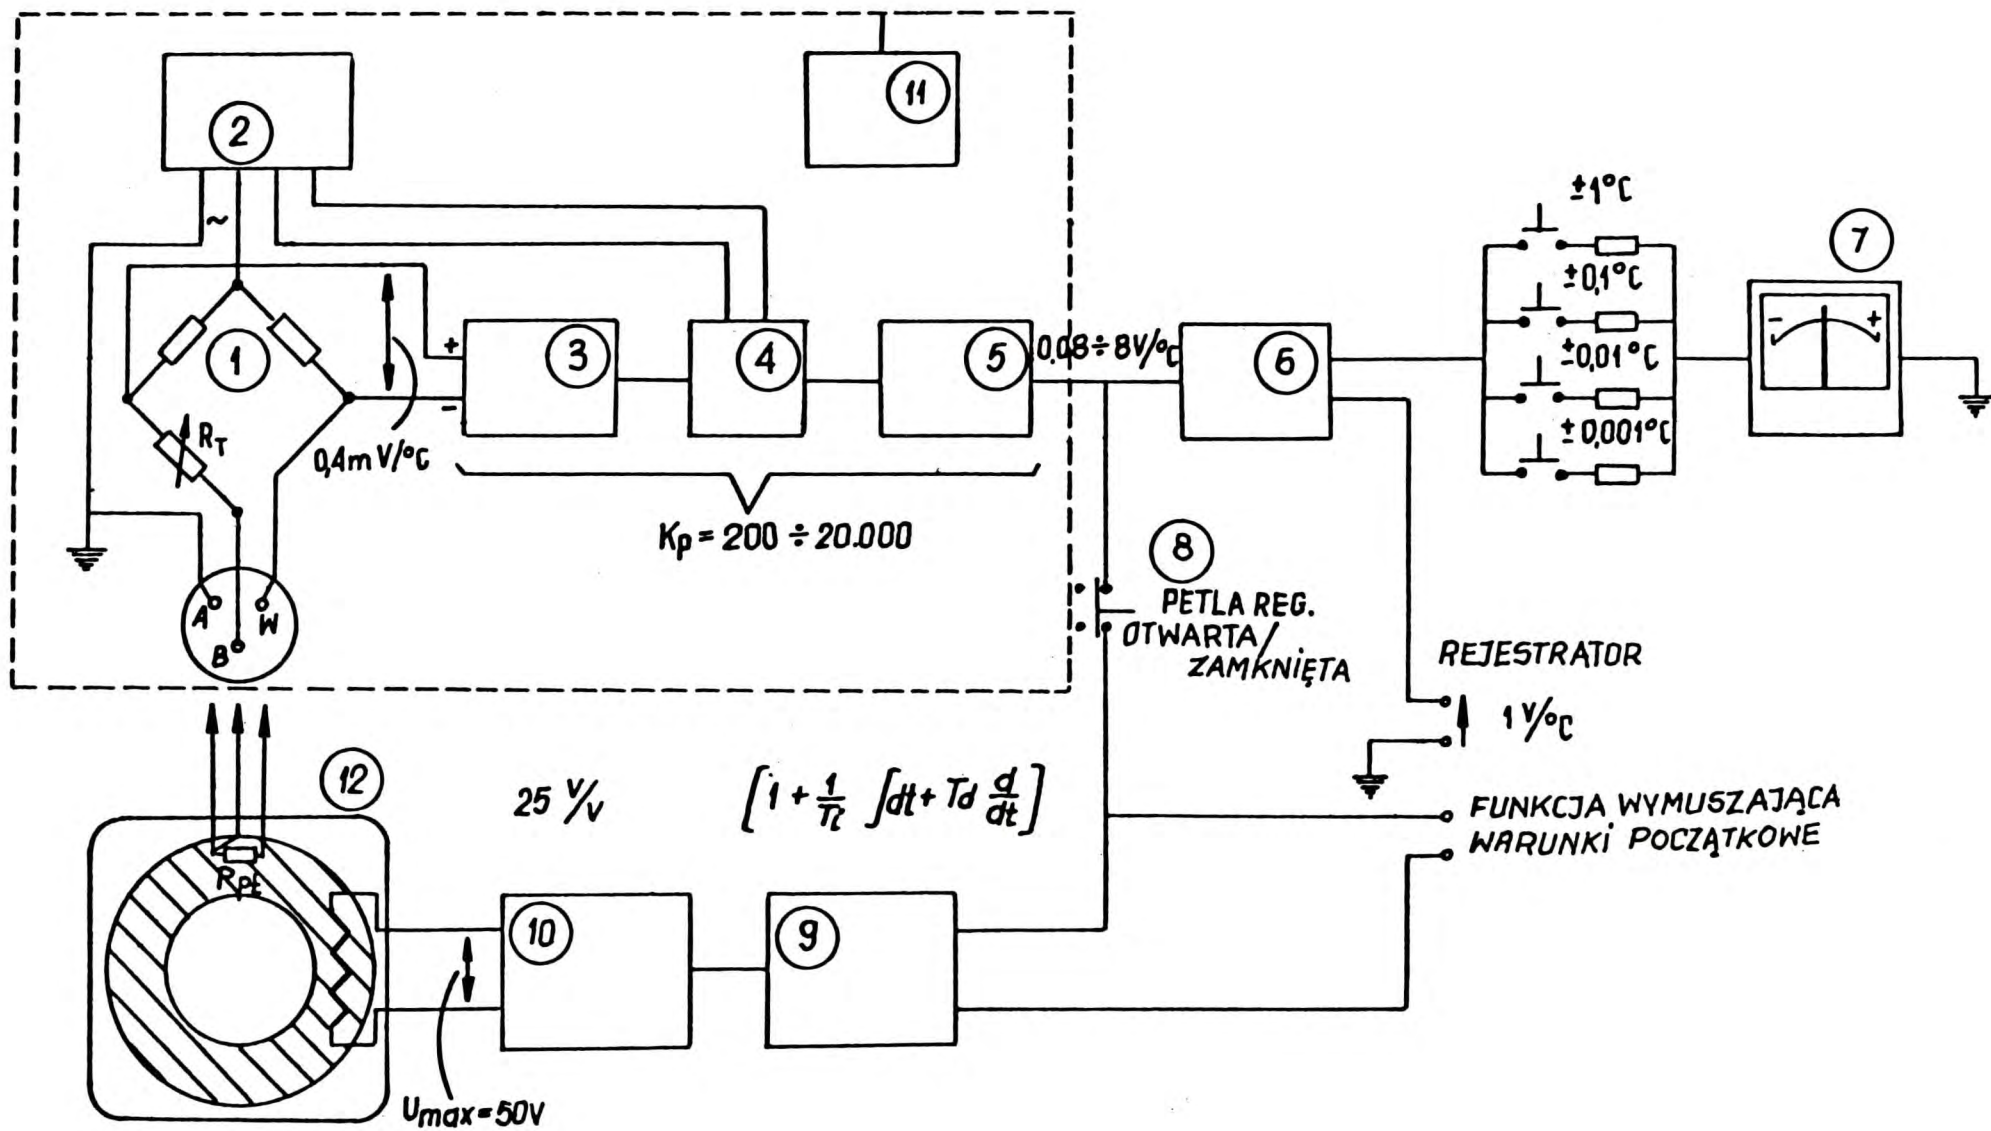 2
11
~
±1°C
7
±0,1°C
- +
1
+
3
4
5
0,08÷8V/°C
6
±0,01°C
-
R_T
0,4mV/°C
±0,001°C
Kp = 200 ÷ 20.000
8
PETLA REG.
OTWARTA/
ZAMKNIĘTA
A
W
B
REJESTRATOR
1 V/°C
12
25 V/V
[1 + 1/Ti ∫dt + Td d/dt]
FUNKCJA WYMUSZAJĄCA
WARUNKI POCZĄTKOWE
Rpt
10
9
Umax=50V